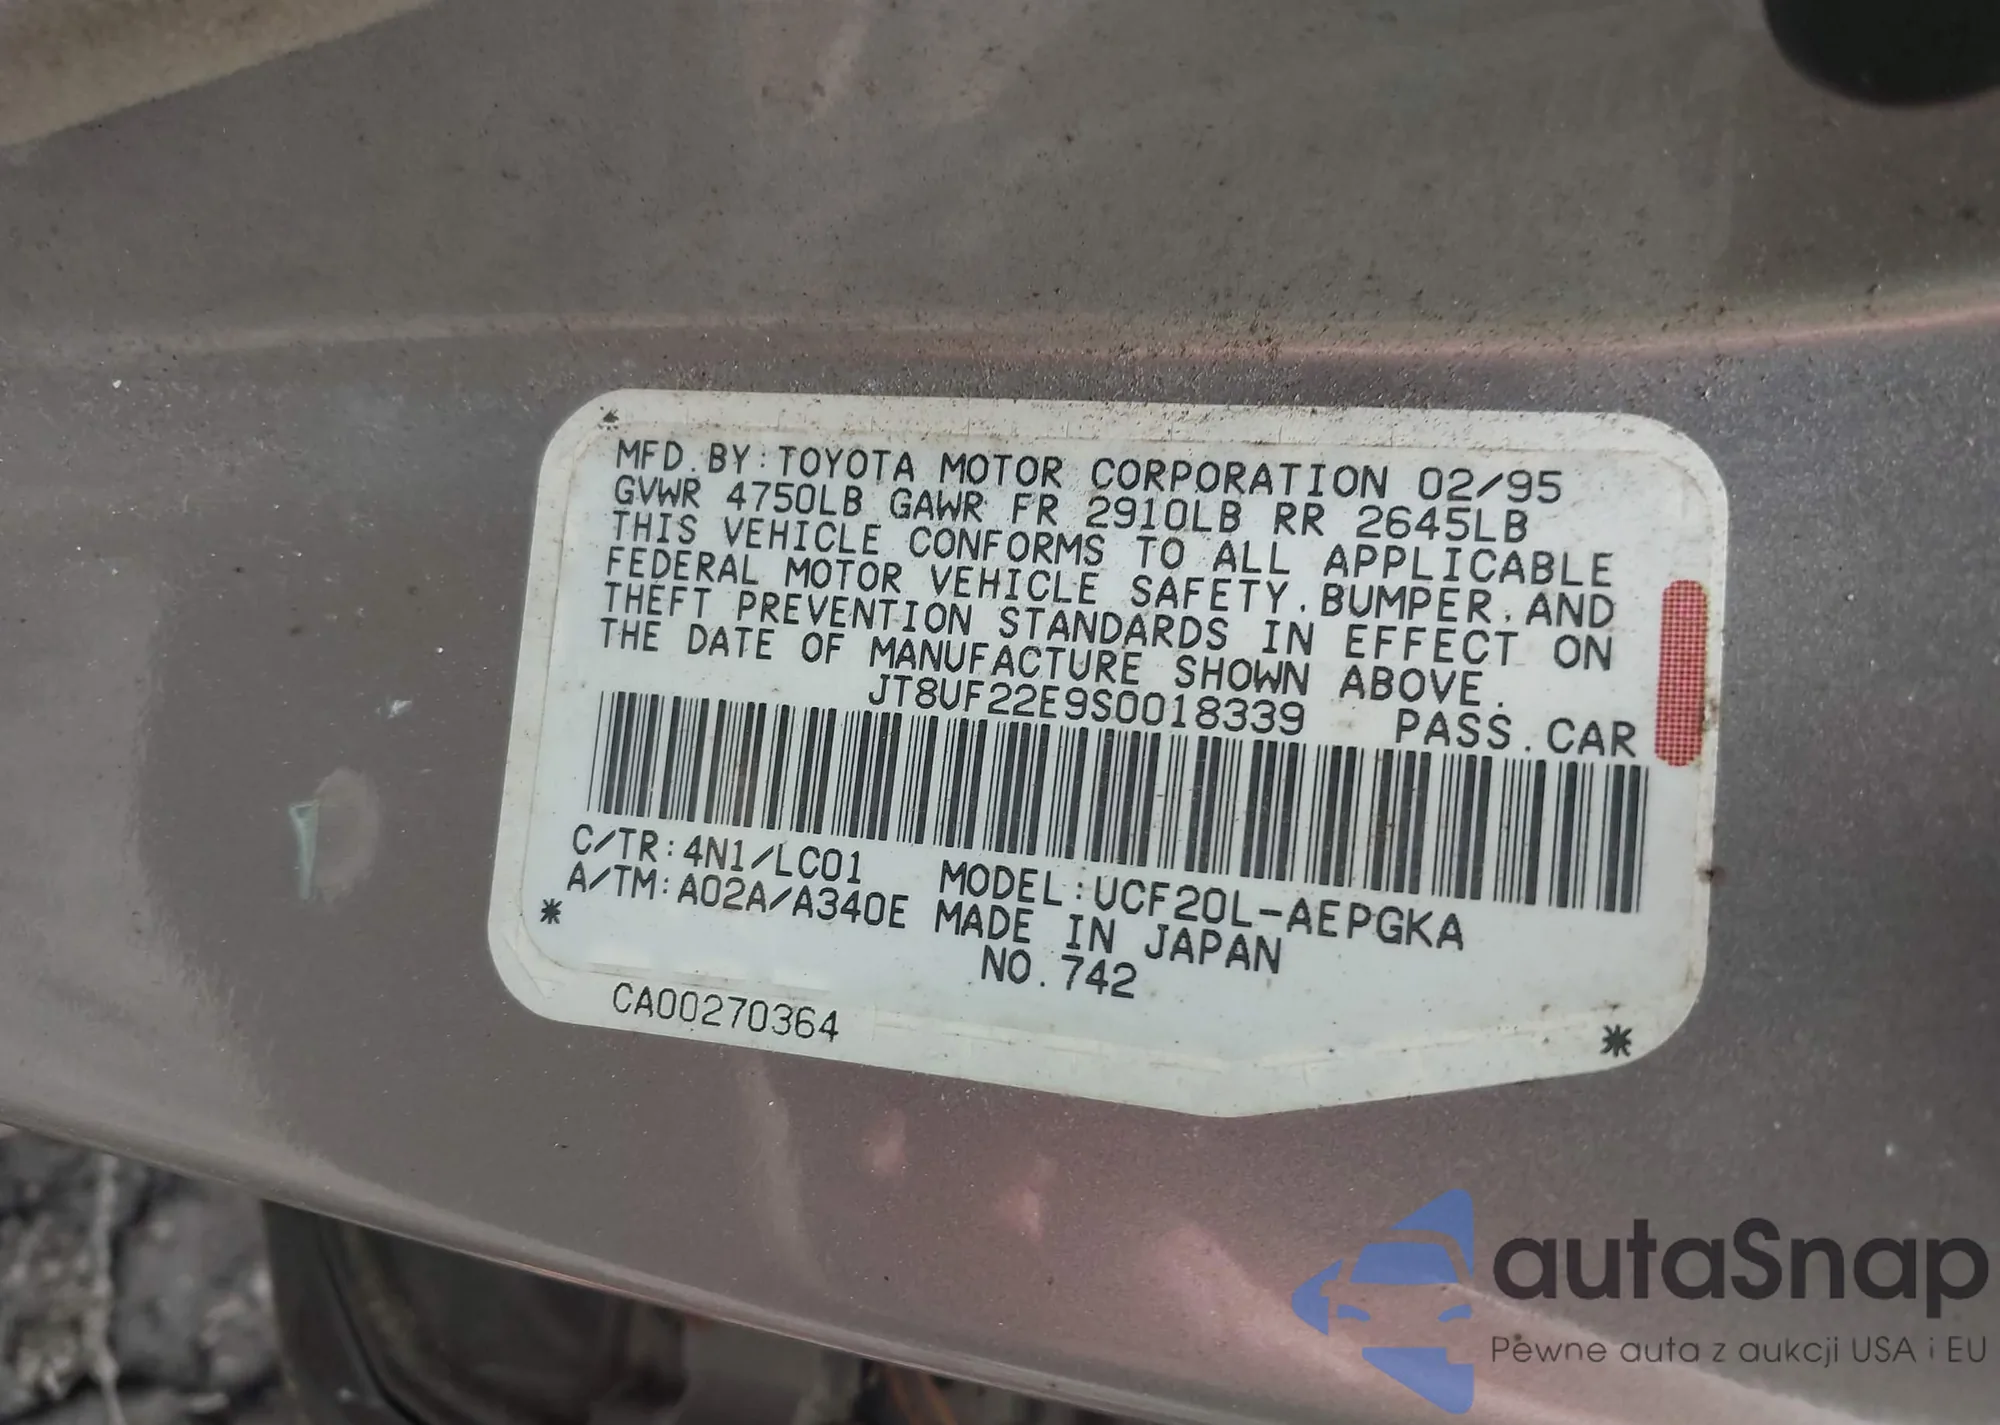 MFD.BY:TOYOTA MOTOR CORPORATION 02/95
GVWR 4750LB GAWR FR 2910LB RR 2645LB
THIS VEHICLE CONFORMS TO ALL APPLICABLE
FEDERAL MOTOR VEHICLE SAFETY,BUMPER,AND
THEFT PREVENTION STANDARDS IN EFFECT ON
THE DATE OF MANUFACTURE SHOWN ABOVE.
JT8UF22E9S0018339 PASS.CAR
C/TR:4N1/LC01 MODEL:UCF20L-AEPGKA
A/TM:A02A/A340E MADE IN JAPAN
NO.742
CA00270364
autaSnap
Pewne auta z aukcji USA i EU